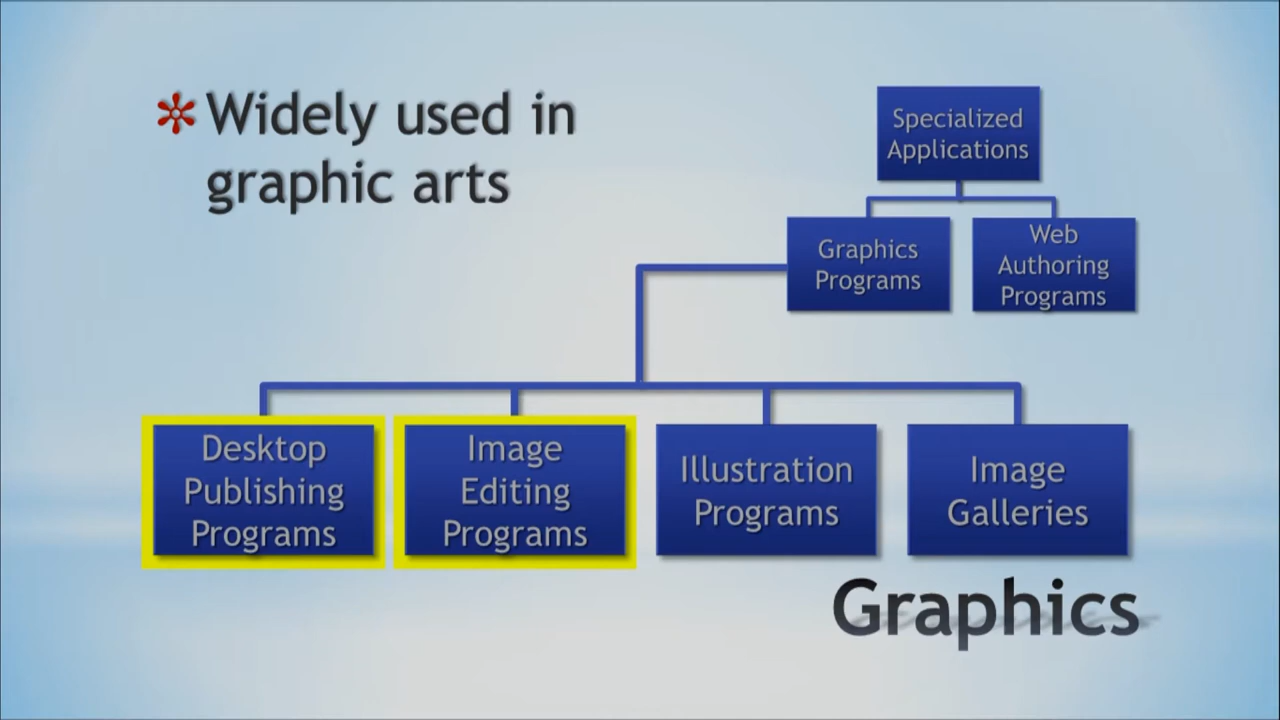 Widely used in
graphic arts
Specialized
Applications
Graphics
Programs
Web
Authoring
Programs
Desktop
Publishing
Programs
Image
Editing
Programs
Illustration
Programs
Image
Galleries
Graphics